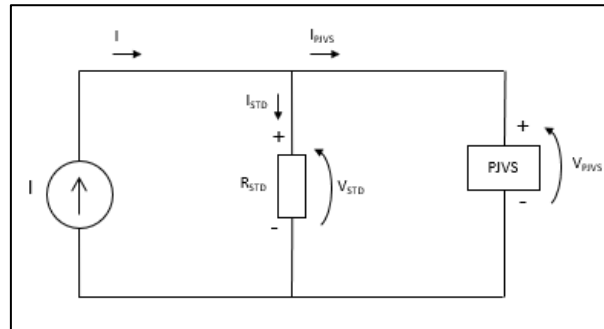 I
I_PJVS
I_STD
+
+
PJVS
V_PJVS
I
R_STD
V_STD
-
-